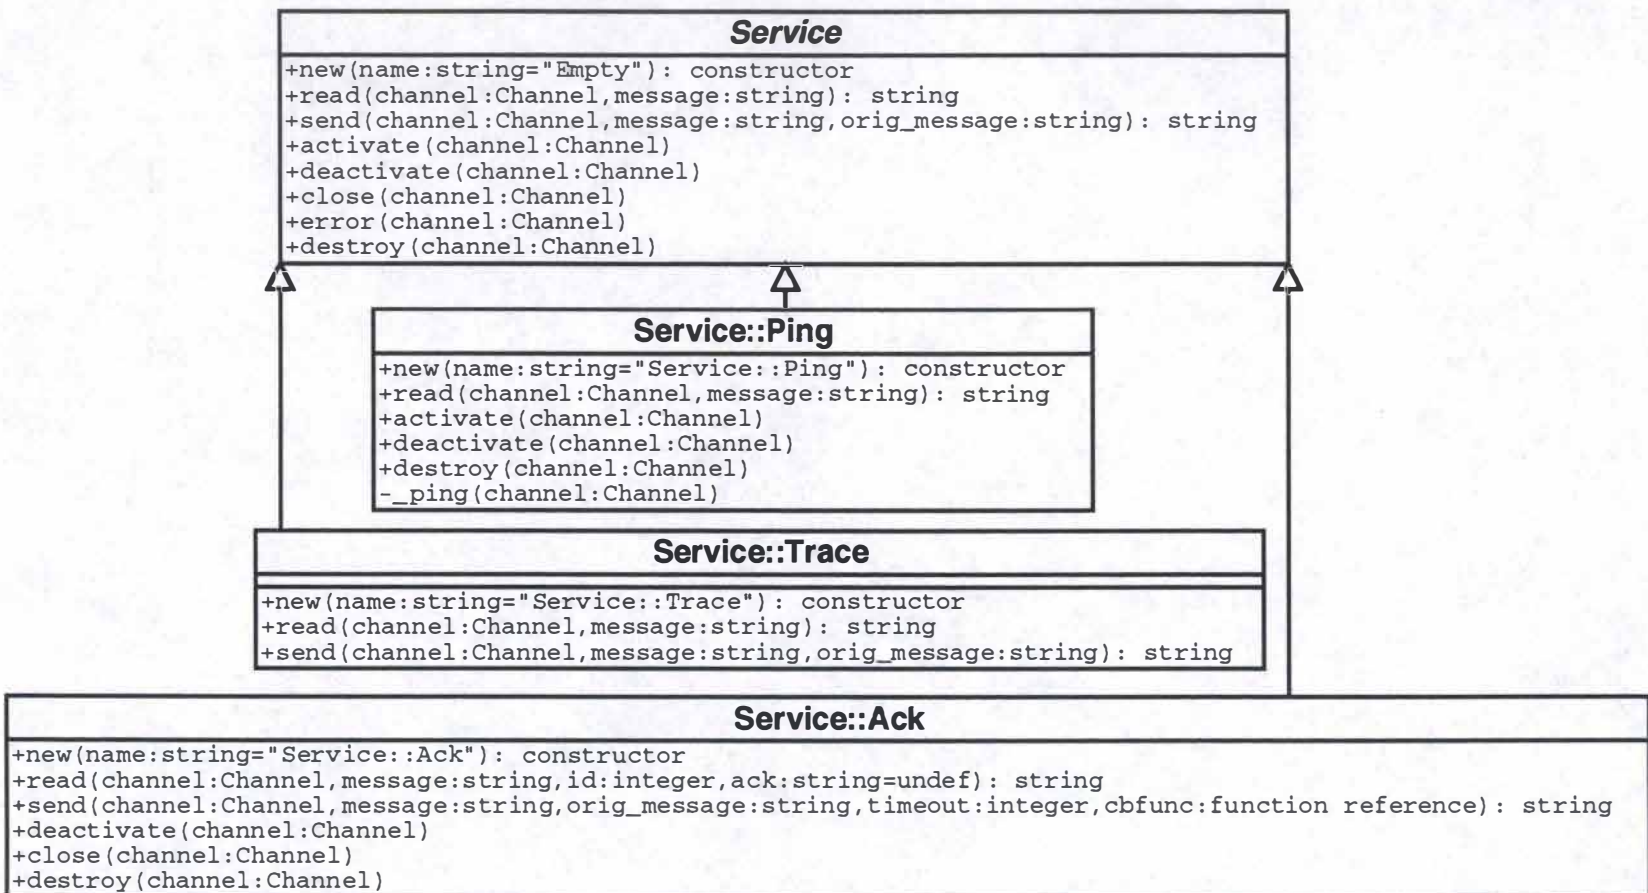 Service
+new(name:string="Empty"): constructor
+read(channel:Channel,message:string): string
+send(channel:Channel,message:string,orig_message:string): string
+activate(channel:Channel)
+deactivate(channel:Channel)
+close(channel:Channel)
+error(channel:Channel)
+destroy(channel:Channel)
Service::Ping
+new(name:string="Service::Ping"): constructor
+read(channel:Channel,message:string): string
+activate(channel:Channel)
+deactivate(channel:Channel)
+destroy(channel:Channel)
-_ping(channel:Channel)
Service::Trace
+new(name:string="Service::Trace"): constructor
+read(channel:Channel,message:string): string
+send(channel:Channel,message:string,orig_message:string): string
Service::Ack
+new(name:string="Service::Ack"): constructor
+read(channel:Channel,message:string,id:integer,ack:string=undef): string
+send(channel:Channel,message:string,orig_message:string,timeout:integer,cbfunc:function reference): string
+deactivate(channel:Channel)
+close(channel:Channel)
+destroy(channel:Channel)